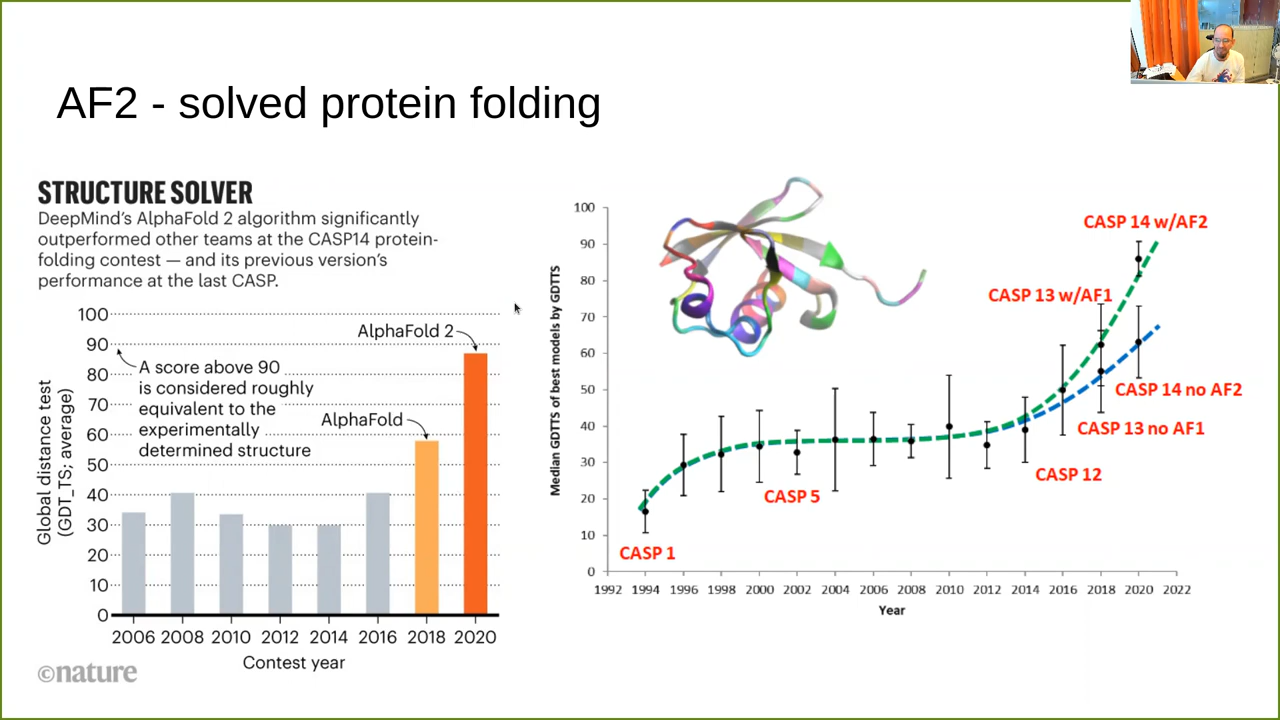 AF2 - solved protein folding
STRUCTURE SOLVER
DeepMind’s AlphaFold 2 algorithm significantly
outperformed other teams at the CASP14 protein-
folding contest — and its previous version’s
performance at the last CASP.
100
90
80
70
60
50
40
30
20
10
0
Global distance test
(GDT_TS; average)
AlphaFold 2
A score above 90
is considered roughly
equivalent to the
experimentally
determined structure
AlphaFold
2006 2008 2010 2012 2014 2016 2018 2020
Contest year
©nature
Median GDTTS of best models by GDTTS
100
90
80
70
60
50
40
30
20
10
0
CASP 14 w/AF2
CASP 13 w/AF1
CASP 14 no AF2
CASP 13 no AF1
CASP 12
CASP 5
CASP 1
1992 1994 1996 1998 2000 2002 2004 2006 2008 2010 2012 2014 2016 2018 2020 2022
Year